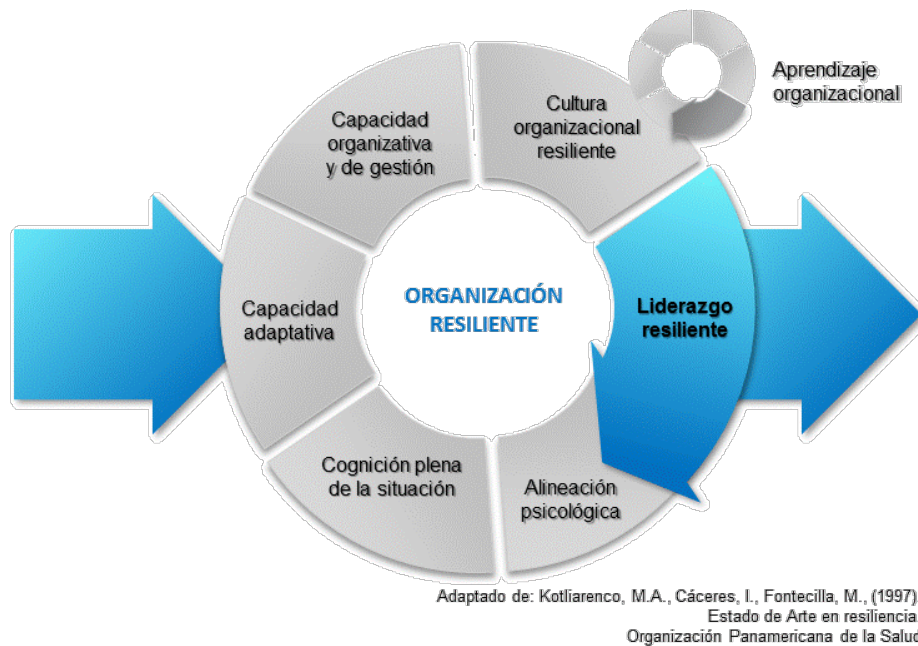 Capacidad
organizativa
y de gestión
Cultura
organizacional
resiliente
Aprendizaje
organizacional
Capacidad
adaptativa
ORGANIZACIÓN
RESILIENTE
Liderazgo
resiliente
Cognición plena
de la situación
Alineación
psicológica
Adaptado de: Kotliarenco, M.A., Cáceres, I., Fontecilla, M., (1997).
Estado de Arte en resiliencia.
Organización Panamericana de la Salud